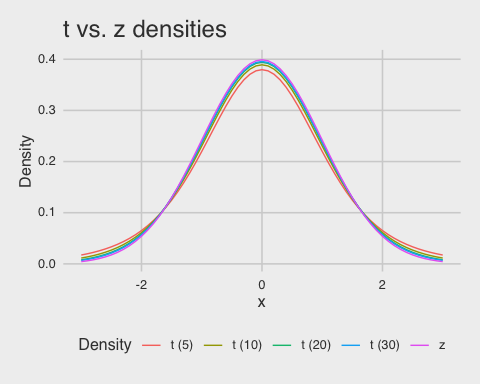 t vs. z densities
0.4
0.3
0.2
0.1
0.0
Density
-2 0 2
x
Density t (5) t (10) t (20) t (30) z